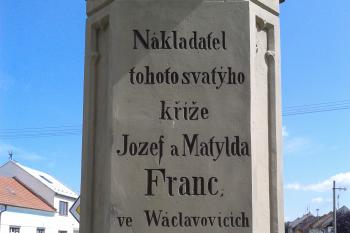 Nákladatel
tohoto svatýho
kříže
Jozef a Matylda
Franc,
ve Wáclavovicích